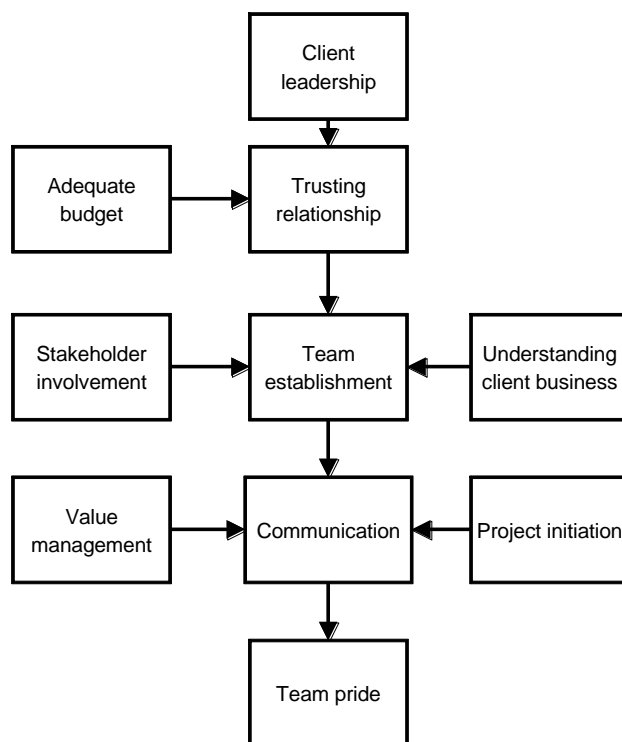 Client
leadership
Adequate
budget
Trusting
relationship
Stakeholder
involvement
Team
establishment
Understanding
client business
Value
management
Communication
Project initiation
Team pride